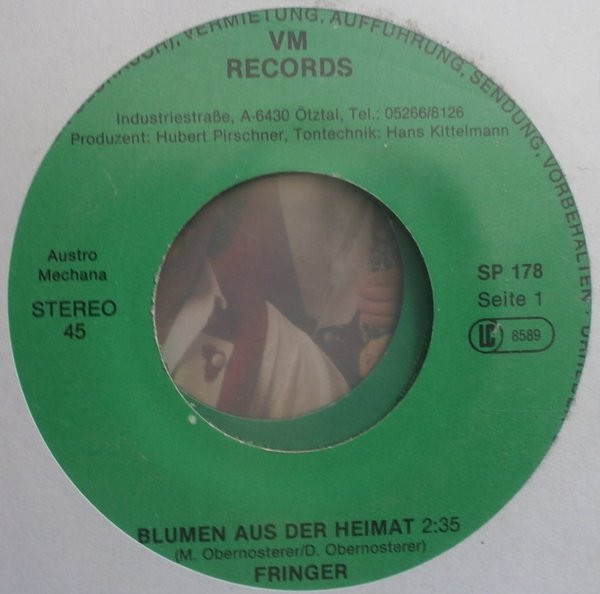 VERMIETUNG, AUFFÜHRUNG, SENDUNG, VORBEHALTEN
VM
RECORDS
Industriestraße, A-6430 Ötztal, Tel.: 05266/8126
Produzent: Hubert Pirschner, Tontechnik: Hans Kittelmann
Austro
Mechana
STEREO
45
SP 178
Seite 1
LC 8589
BLUMEN AUS DER HEIMAT 2:35
(M. Obernosterer/D. Obernosterer)
FRINGER